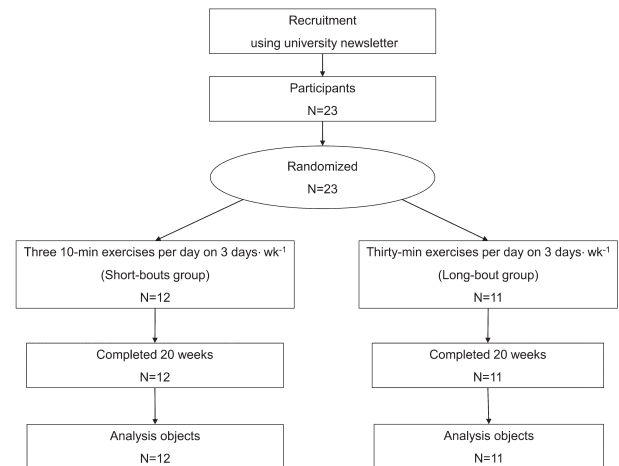 Recruitment
using university newsletter
Participants
N=23
Randomized
N=23
Three 10-min exercises per day on 3 days· wk⁻¹
(Short-bouts group)
N=12
Thirty-min exercises per day on 3 days· wk⁻¹
(Long-bout group)
N=11
Completed 20 weeks
N=12
Completed 20 weeks
N=11
Analysis objects
N=12
Analysis objects
N=11